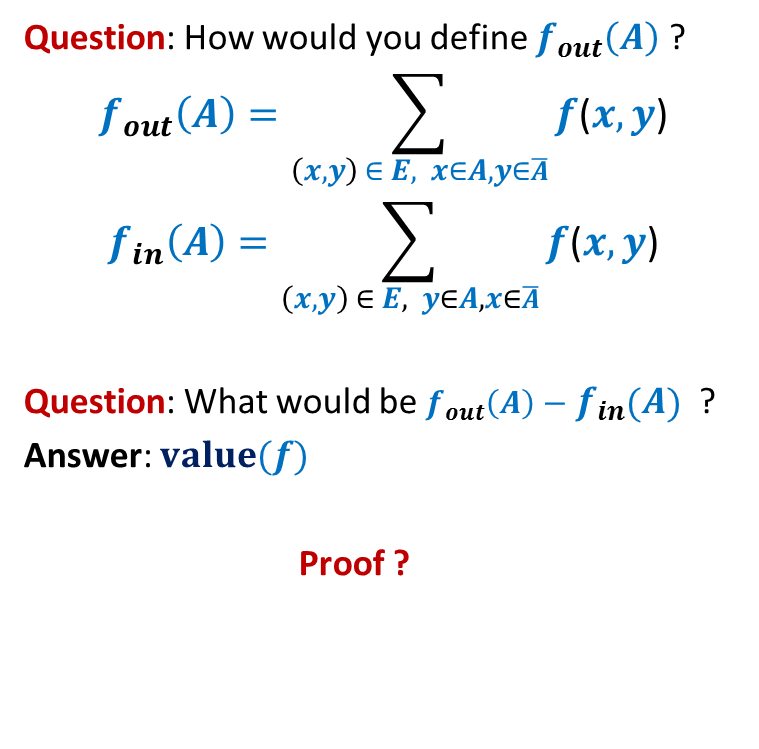 Question: How would you define f_out(A) ?
f_out(A) = ∑ f(x, y)
(x,y) ∈ E, x∈A,y∈A̅
f_in(A) = ∑ f(x, y)
(x,y) ∈ E, y∈A,x∈A̅
Question: What would be f_out(A) − f_in(A) ?
Answer: value(f)
Proof ?